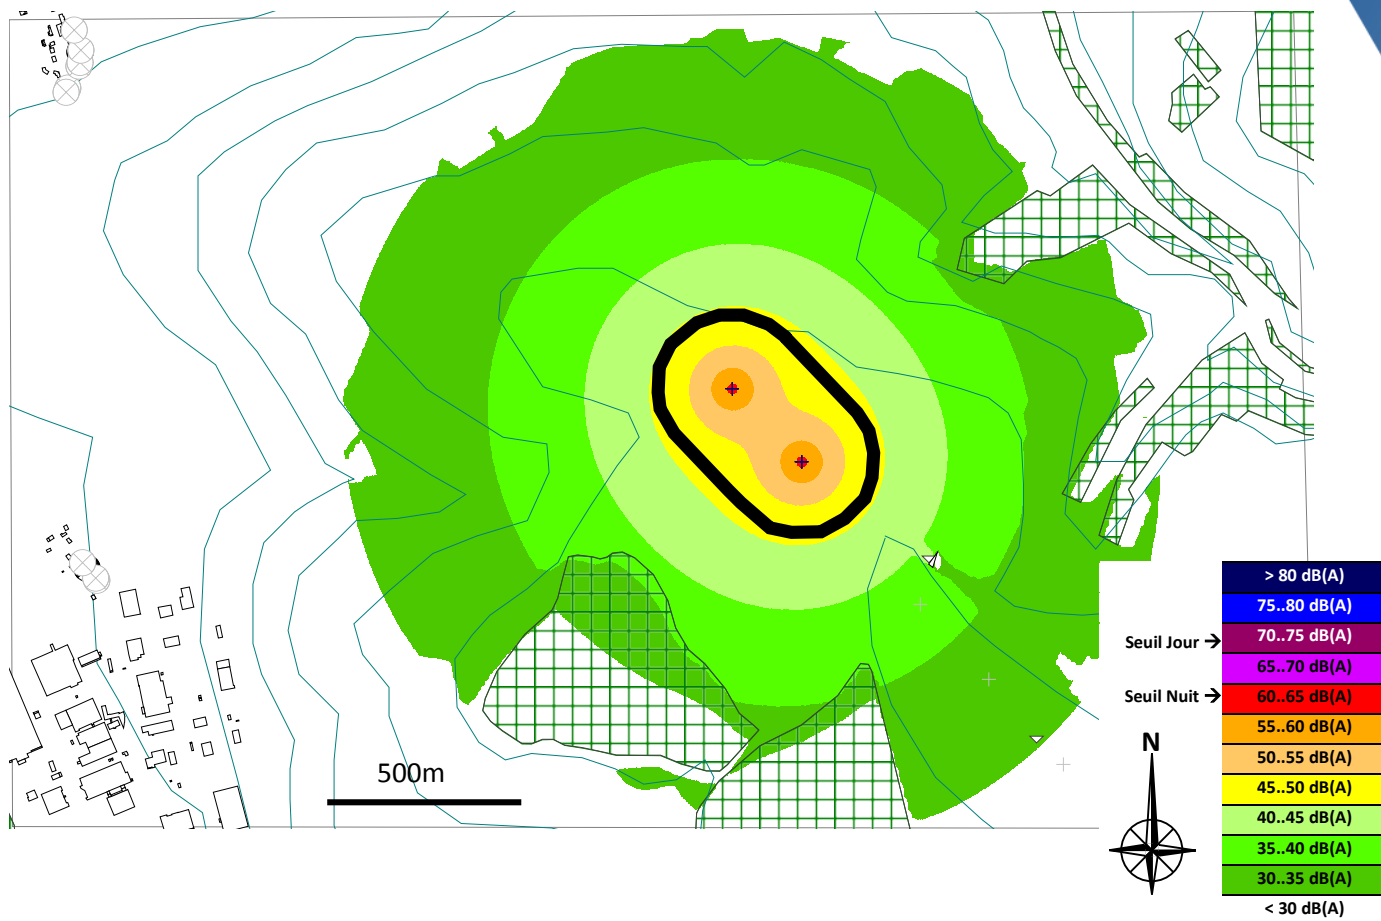 500m
Seuil Jour →
Seuil Nuit →
N
> 80 dB(A)
75..80 dB(A)
70..75 dB(A)
65..70 dB(A)
60..65 dB(A)
55..60 dB(A)
50..55 dB(A)
45..50 dB(A)
40..45 dB(A)
35..40 dB(A)
30..35 dB(A)
< 30 dB(A)